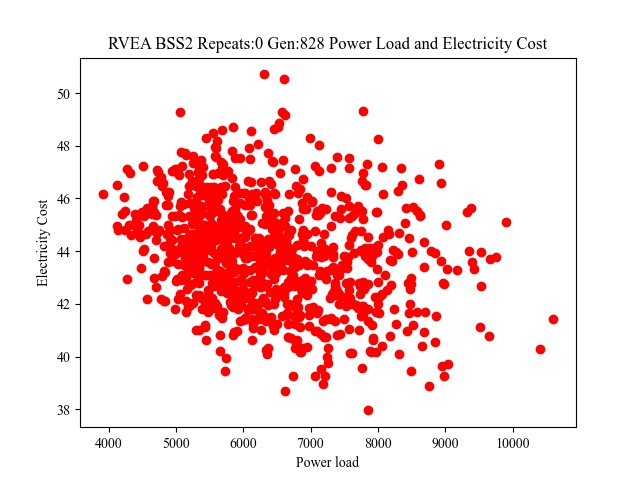 RVEA BSS2 Repeats:0 Gen:828 Power Load and Electricity Cost
Electricity Cost
50
48
46
44
42
40
38
4000 5000 6000 7000 8000 9000 10000
Power load